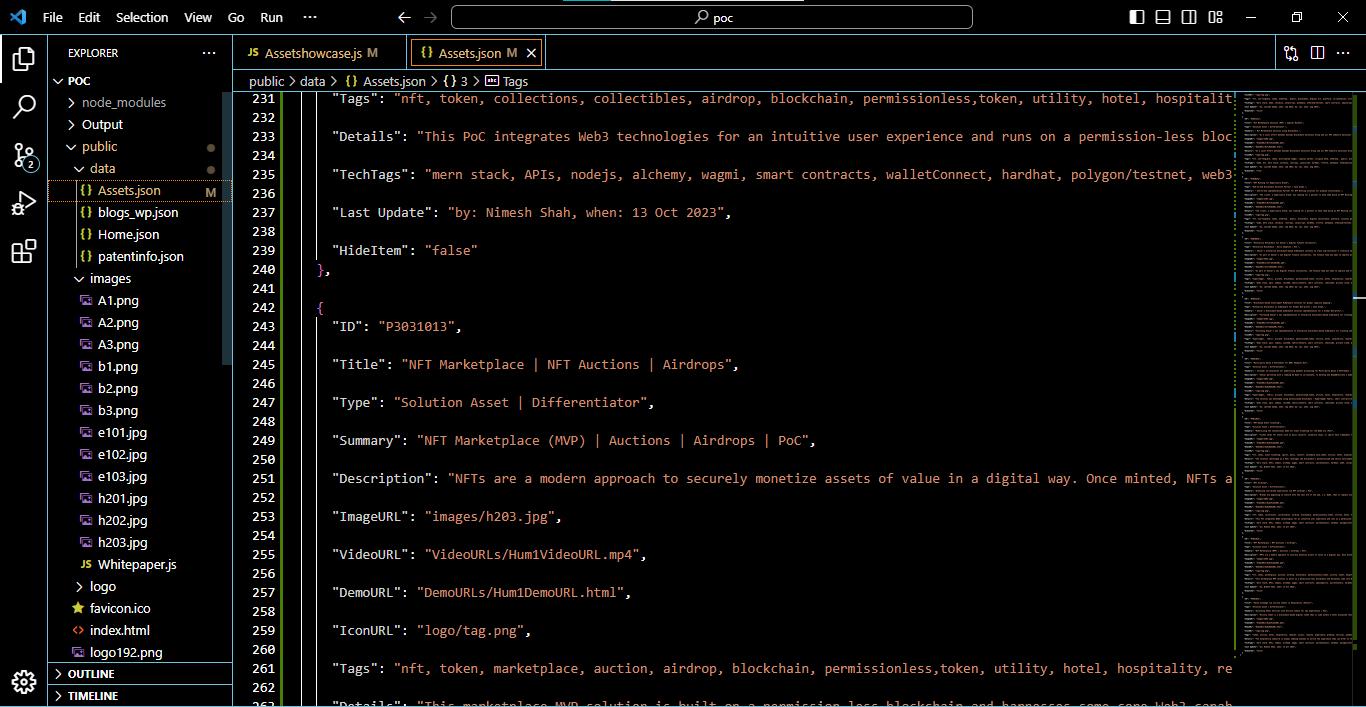 File Edit Selection View Go Run ··· poc
EXPLORER ···
POC
node_modules
Output
public
data
{} Assets.json M
{} blogs_wp.json
{} Home.json
{} patentinfo.json
images
A1.png
A2.png
A3.png
b1.png
b2.png
b3.png
e101.jpg
e102.jpg
e103.jpg
h201.jpg
h202.jpg
h203.jpg
JS Whitepaper.js
logo
favicon.ico
<> index.html
logo192.png
OUTLINE
TIMELINE
2
JS Assetshowcase.js M {} Assets.json M
public > data > {} Assets.json > {} 3 > abc Tags
231 "Tags": "nft, token, collections, collectibles, airdrop, blockchain, permissionless,token, utility, hotel, hospitalit
232
233 "Details": "This PoC integrates Web3 technologies for an intuitive user experience and runs on a permission-less bloc
234
235 "TechTags": "mern stack, APIs, nodejs, alchemy, wagmi, smart contracts, walletConnect, hardhat, polygon/testnet, web3
236
237 "Last Update": "by: Nimesh Shah, when: 13 Oct 2023",
238
239 "HideItem": "false"
240 },
241
242 {
243 "ID": "P3031013",
244
245 "Title": "NFT Marketplace | NFT Auctions | Airdrops",
246
247 "Type": "Solution Asset | Differentiator",
248
249 "Summary": "NFT Marketplace (MVP) | Auctions | Airdrops | PoC",
250
251 "Description": "NFTs are a modern approach to securely monetize assets of value in a digital way. Once minted, NFTs a
252
253 "ImageURL": "images/h203.jpg",
254
255 "VideoURL": "VideoURLs/Hum1VideoURL.mp4",
256
257 "DemoURL": "DemoURLs/Hum1DemoURL.html",
258
259 "IconURL": "logo/tag.png",
260
261 "Tags": "nft, token, marketplace, auction, airdrop, blockchain, permissionless,token, utility, hotel, hospitality, re
262
263 "Details": "This marketplace MVP solution is built on a permission-less blockchain and harnesses some core Web3 capab